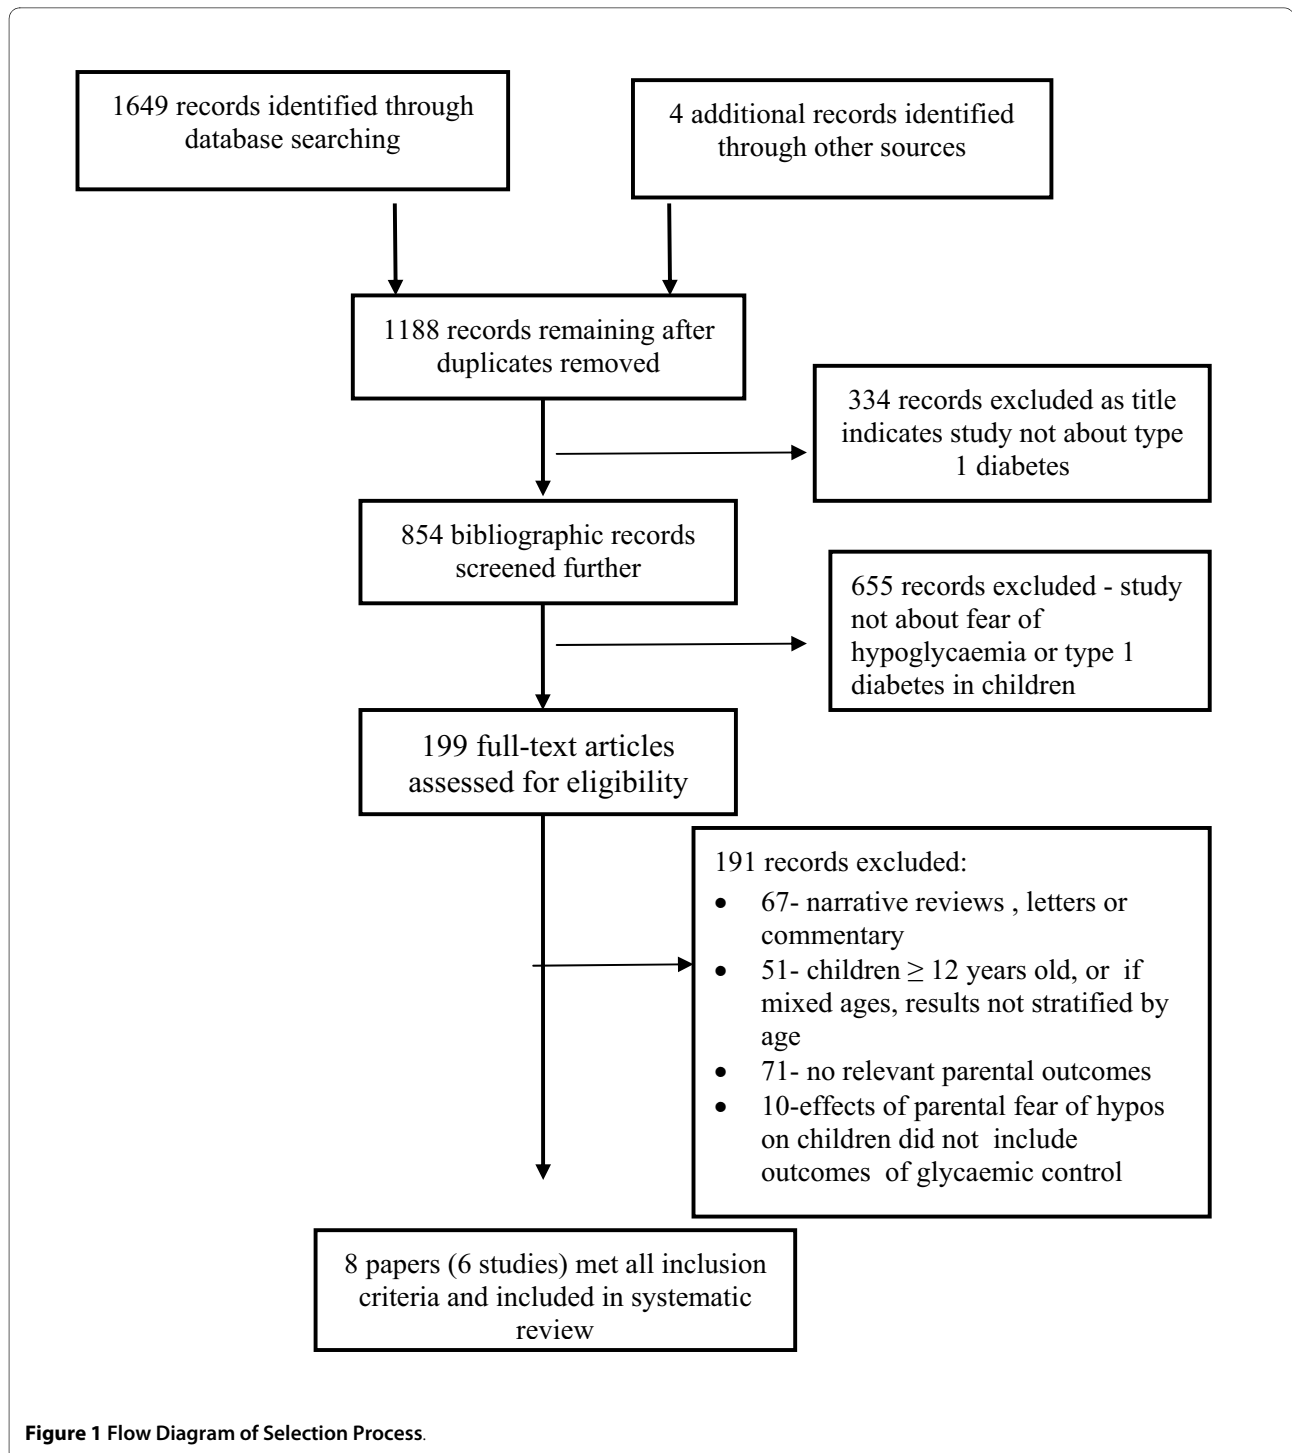 1649 records identified through
database searching
4 additional records identified
through other sources
1188 records remaining after
duplicates removed
334 records excluded as title
indicates study not about type
1 diabetes
854 bibliographic records
screened further
655 records excluded - study
not about fear of
hypoglycaemia or type 1
diabetes in children
199 full-text articles
assessed for eligibility
191 records excluded:
• 67- narrative reviews , letters or
commentary
• 51- children ≥ 12 years old, or if
mixed ages, results not stratified by
age
• 71- no relevant parental outcomes
• 10-effects of parental fear of hypos
on children did not include
outcomes of glycaemic control
8 papers (6 studies) met all inclusion
criteria and included in systematic
review
Figure 1 Flow Diagram of Selection Process.